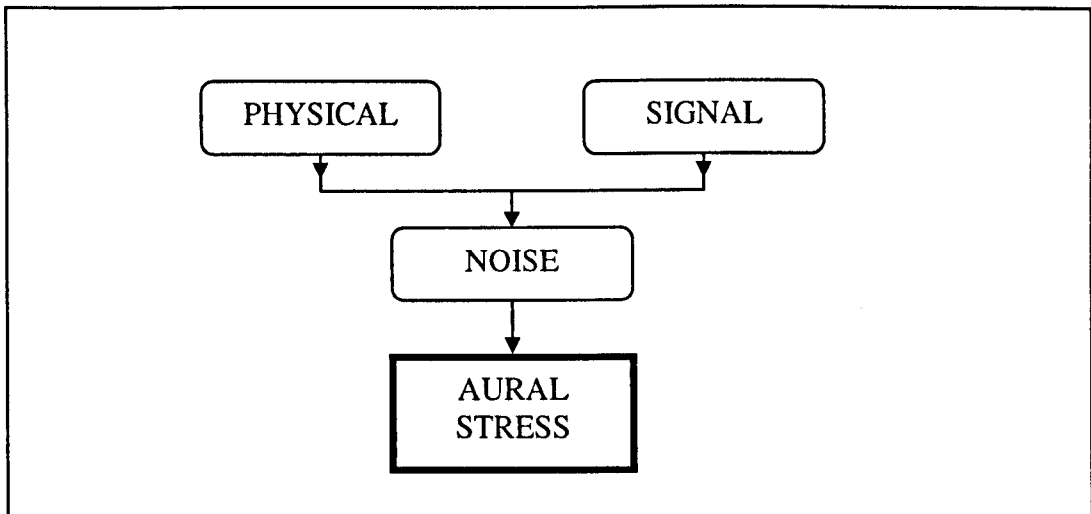 PHYSICAL
SIGNAL
NOISE
AURAL
STRESS